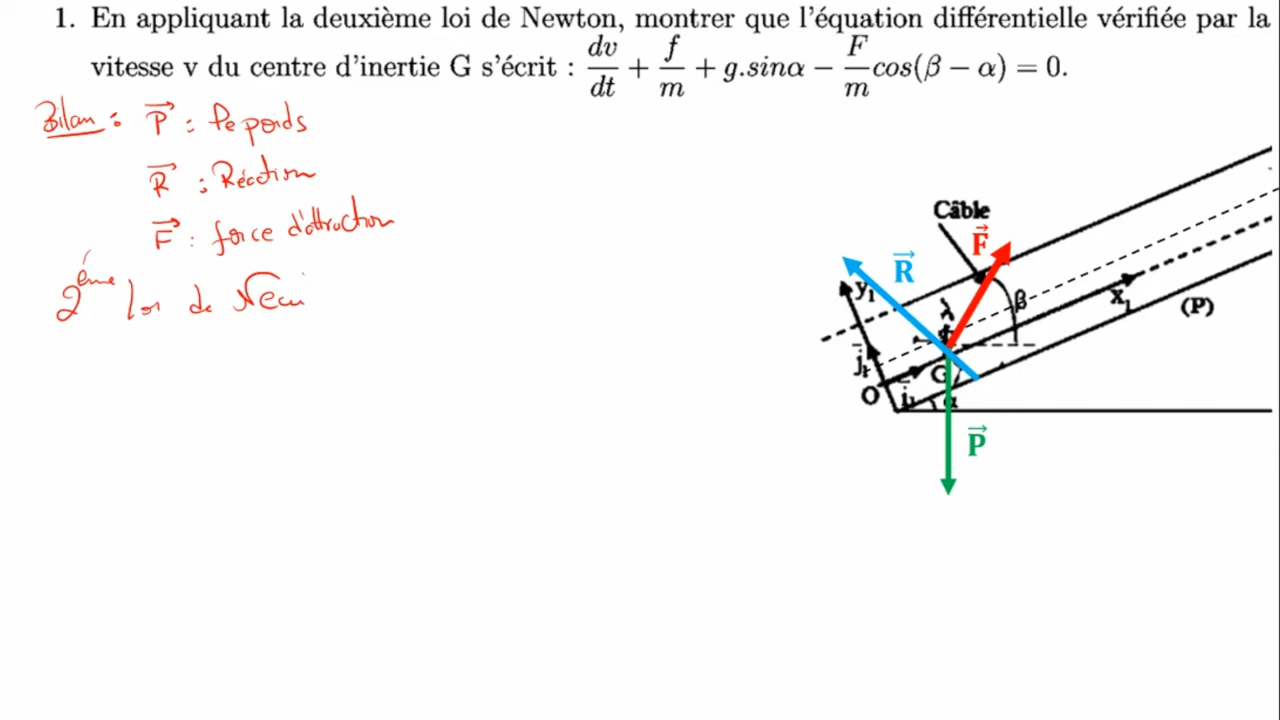 1. En appliquant la deuxième loi de Newton, montrer que l'équation différentielle vérifiée par la
vitesse v du centre d'inertie G s'écrit : dv/dt + f/m + g.sinα − F/m cos(β − α) = 0.
Bilan : P⃗ : le poids
R⃗ : Réaction
F⃗ : force d'attraction
2ème loi de New
Câble
F⃗
R⃗
y₁
β
λ
x₁
(P)
j₁
G
O
i₁
α
P⃗